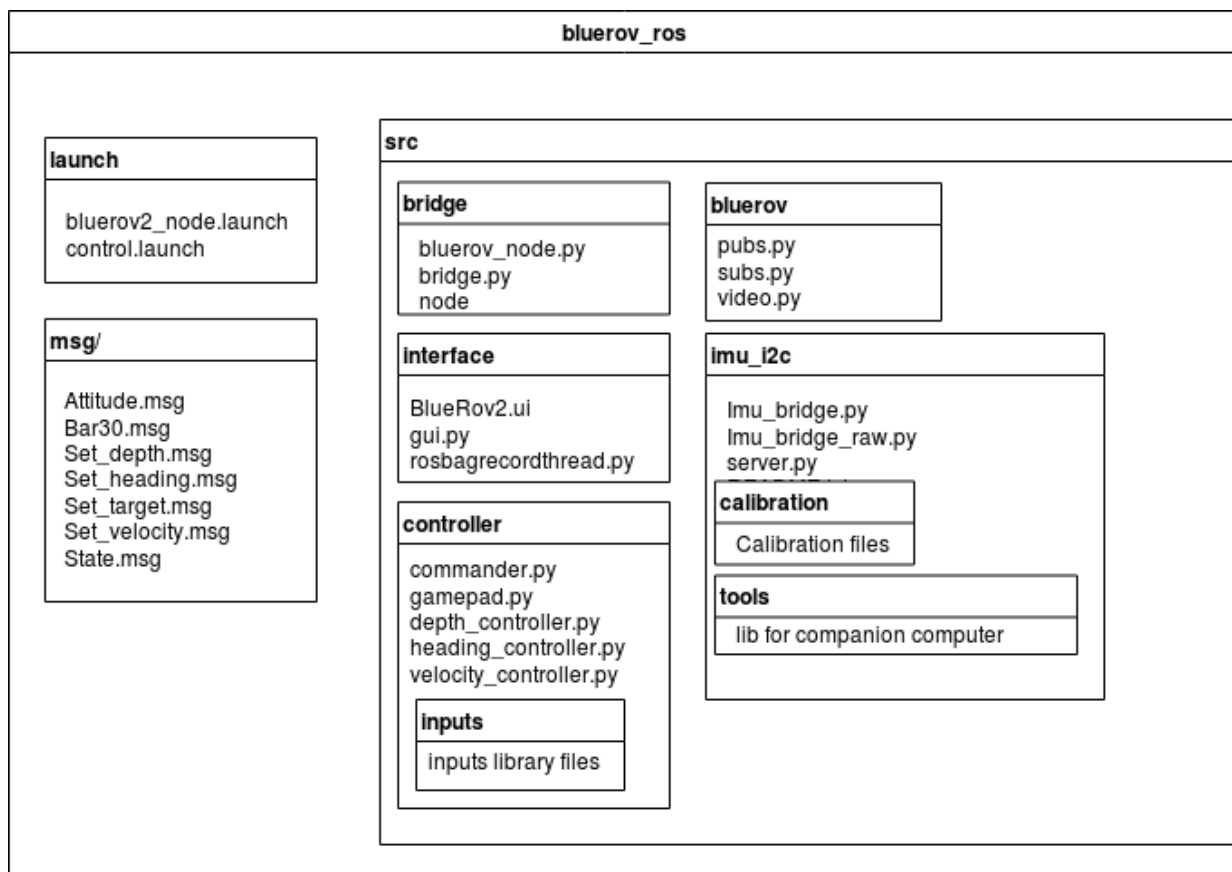 bluerov_ros
launch
bluerov2_node.launch
control.launch
msg/
Attitude.msg
Bar30.msg
Set_depth.msg
Set_heading.msg
Set_target.msg
Set_velocity.msg
State.msg
src
bridge
bluerov_node.py
bridge.py
node
interface
BlueRov2.ui
gui.py
rosbagrecordthread.py
controller
commander.py
gamepad.py
depth_controller.py
heading_controller.py
velocity_controller.py
inputs
inputs library files
bluerov
pubs.py
subs.py
video.py
imu_i2c
Imu_bridge.py
Imu_bridge_raw.py
server.py
calibration
Calibration files
tools
lib for companion computer